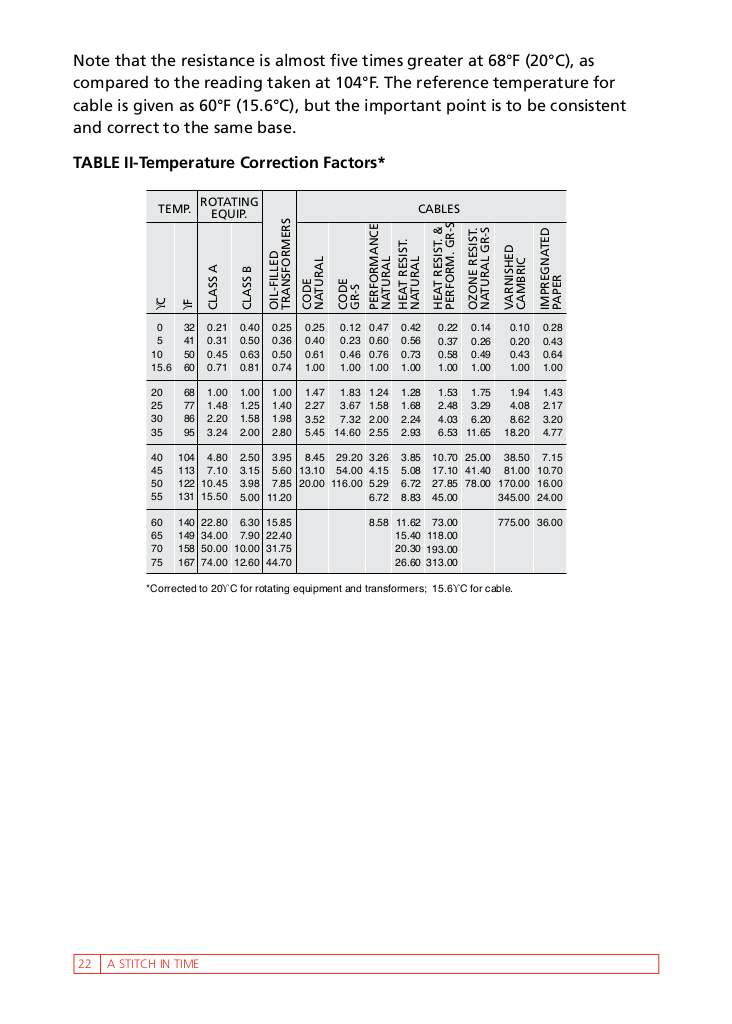 Note that the resistance is almost five times greater at 68°F (20°C), as
compared to the reading taken at 104°F. The reference temperature for
cable is given as 60°F (15.6°C), but the important point is to be consistent
and correct to the same base.
TABLE II-Temperature Correction Factors*
TEMP. ROTATING EQUIP. CABLES
ϒC ϒF CLASS A CLASS B OIL-FILLED TRANSFORMERS CODE NATURAL CODE GR-S PERFORMANCE NATURAL HEAT RESIST. NATURAL HEAT RESIST. & PERFORM. GR-S OZONE RESIST. NATURAL GR-S VARNISHED CAMBRIC IMPREGNATED PAPER
0 32 0.21 0.40 0.25 0.25 0.12 0.47 0.42 0.22 0.14 0.10 0.28
5 41 0.31 0.50 0.36 0.40 0.23 0.60 0.56 0.37 0.26 0.20 0.43
10 50 0.45 0.63 0.50 0.61 0.46 0.76 0.73 0.58 0.49 0.43 0.64
15.6 60 0.71 0.81 0.74 1.00 1.00 1.00 1.00 1.00 1.00 1.00 1.00
20 68 1.00 1.00 1.00 1.47 1.83 1.24 1.28 1.53 1.75 1.94 1.43
25 77 1.48 1.25 1.40 2.27 3.67 1.58 1.68 2.48 3.29 4.08 2.17
30 86 2.20 1.58 1.98 3.52 7.32 2.00 2.24 4.03 6.20 8.62 3.20
35 95 3.24 2.00 2.80 5.45 14.60 2.55 2.93 6.53 11.65 18.20 4.77
40 104 4.80 2.50 3.95 8.45 29.20 3.26 3.85 10.70 25.00 38.50 7.15
45 113 7.10 3.15 5.60 13.10 54.00 4.15 5.08 17.10 41.40 81.00 10.70
50 122 10.45 3.98 7.85 20.00 116.00 5.29 6.72 27.85 78.00 170.00 16.00
55 131 15.50 5.00 11.20 6.72 8.83 45.00 345.00 24.00
60 140 22.80 6.30 15.85 8.58 11.62 73.00 775.00 36.00
65 149 34.00 7.90 22.40 15.40 118.00
70 158 50.00 10.00 31.75 20.30 193.00
75 167 74.00 12.60 44.70 26.60 313.00
*Corrected to 20ϒC for rotating equipment and transformers; 15.6ϒC for cable.
22 A STITCH IN TIME